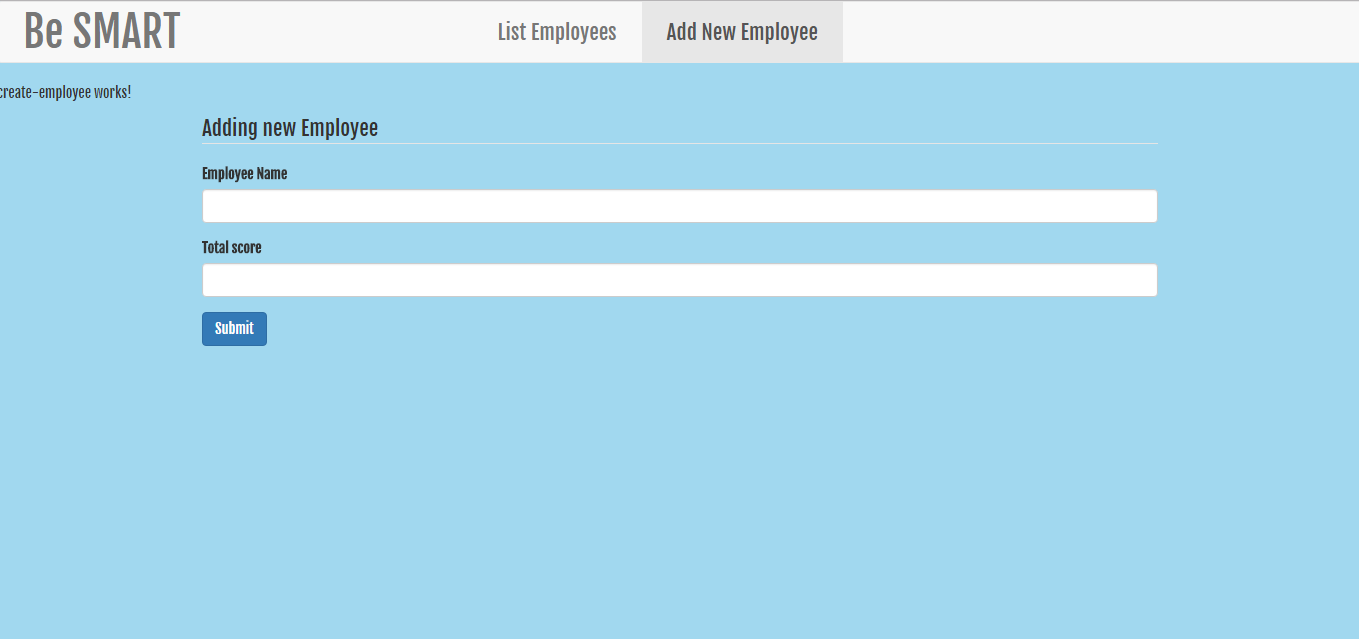 Be SMART
List Employees
Add New Employee
create-employee works!
Adding new Employee
Employee Name
Total score
Submit